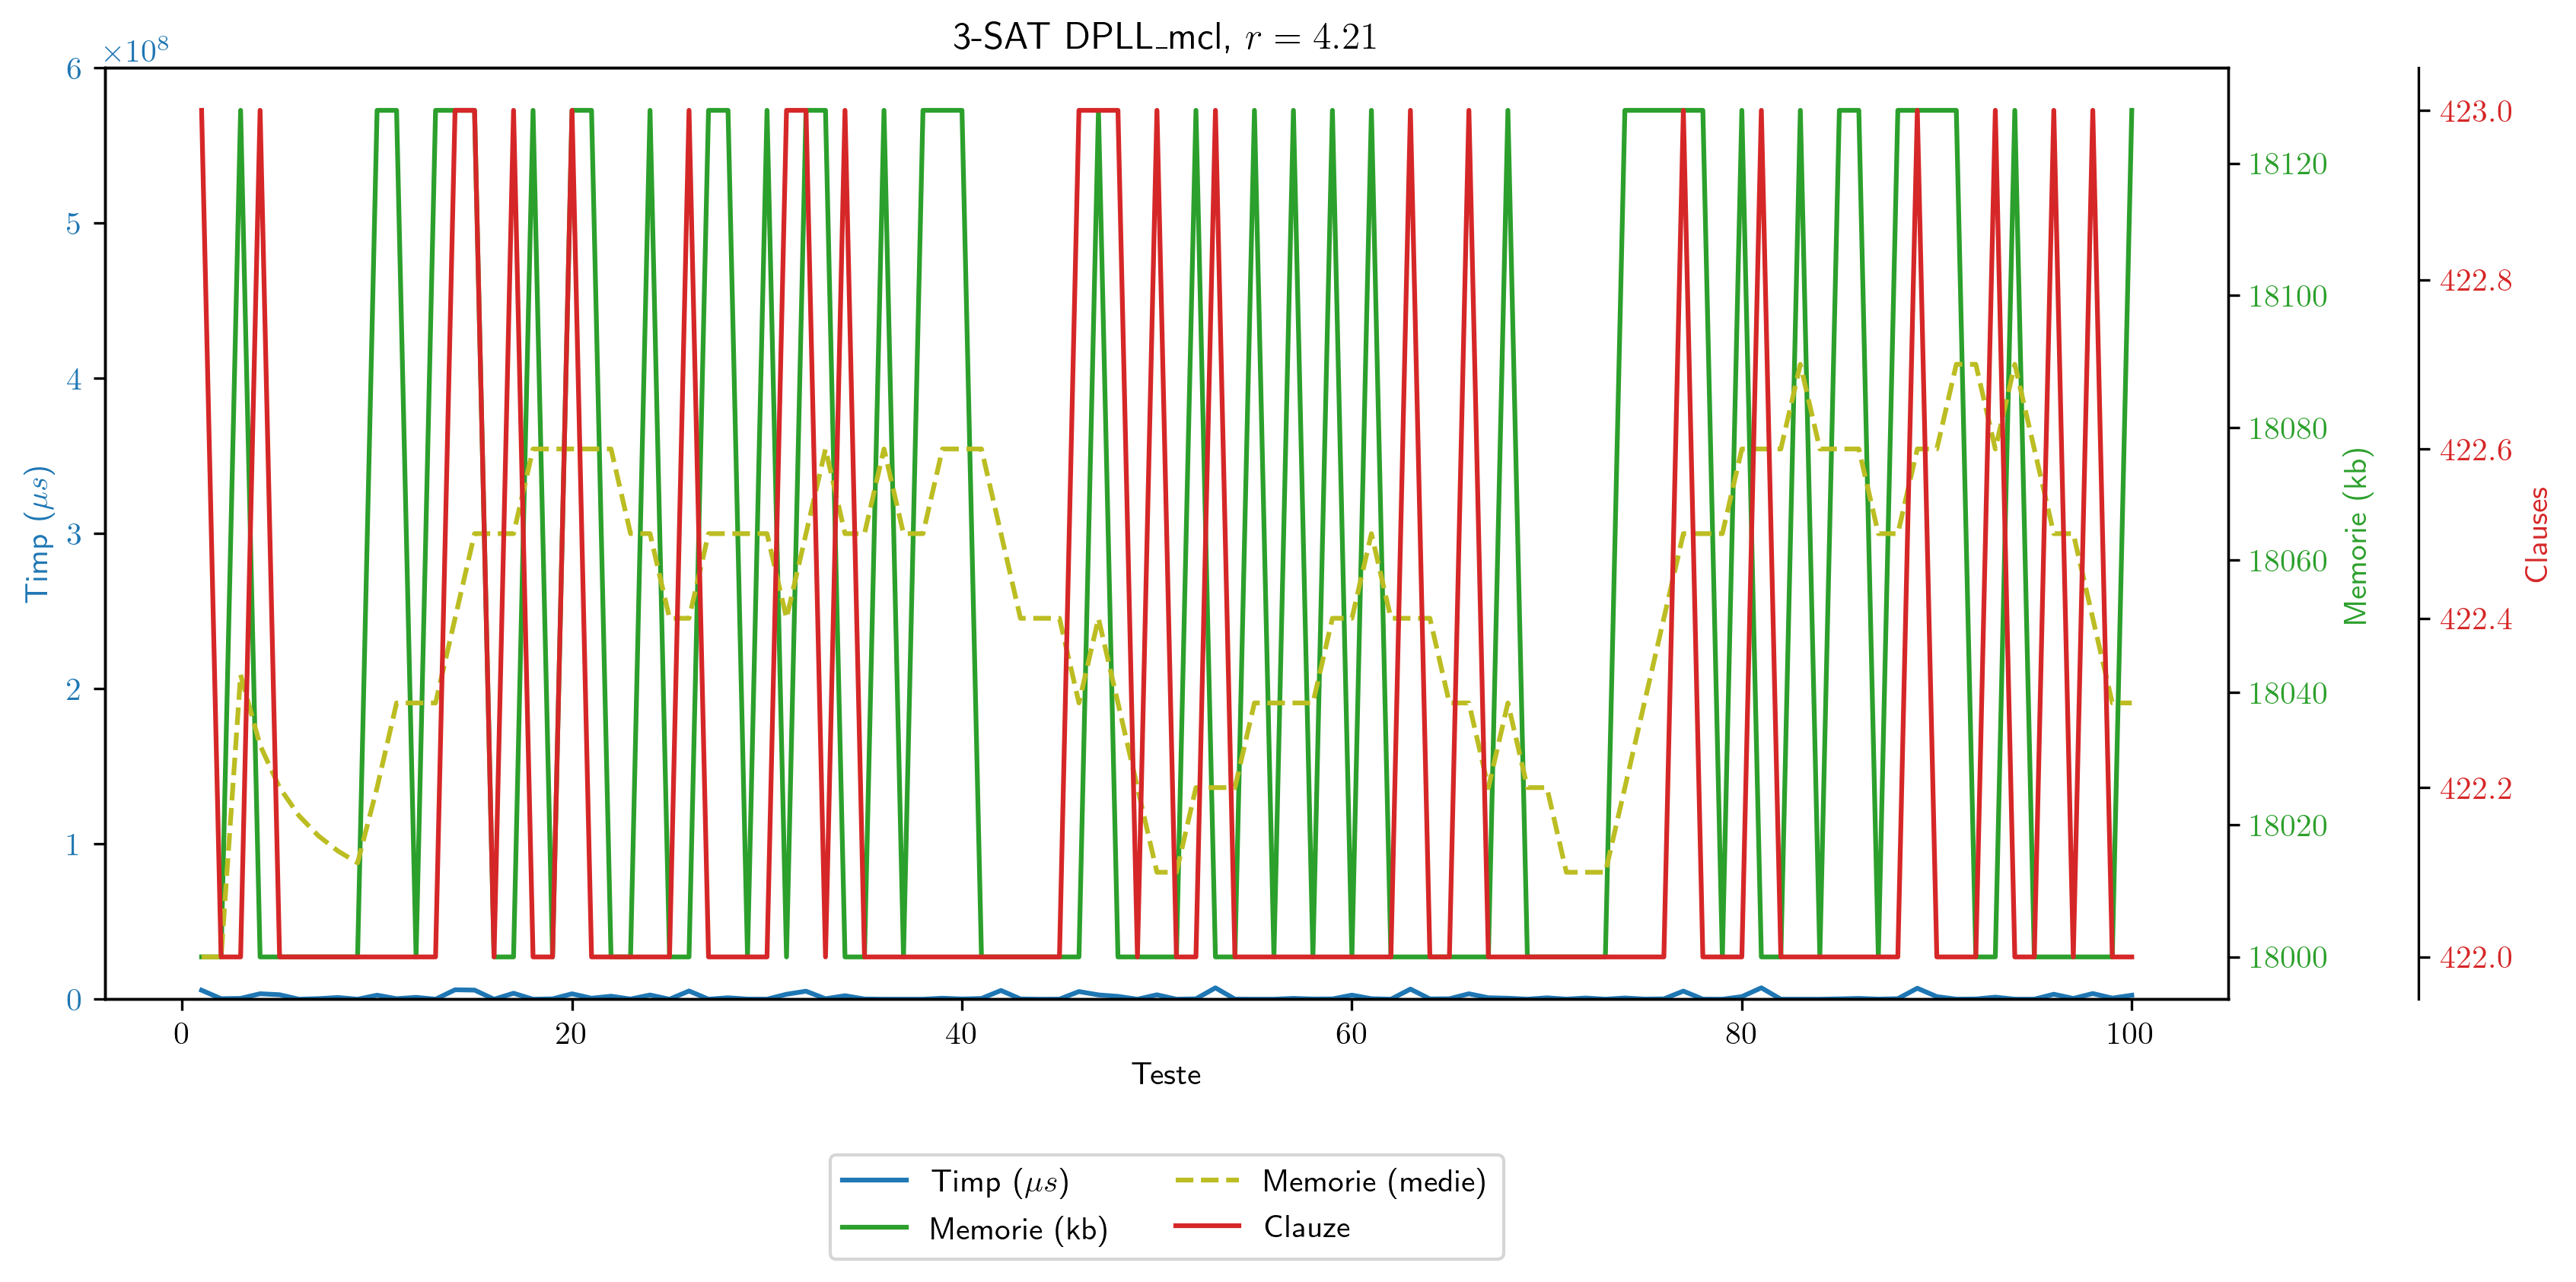 3-SAT DPLL_mcl, r = 4.21
×10⁸
6
5
4
3
2
1
0
Timp (μs)
0 20 40 60 80 100
Teste
18120
18100
18080
18060
18040
18020
18000
Memorie (kb)
423.0
422.8
422.6
422.4
422.2
422.0
Clauses
Timp (μs)
Memorie (kb)
Memorie (medie)
Clauze